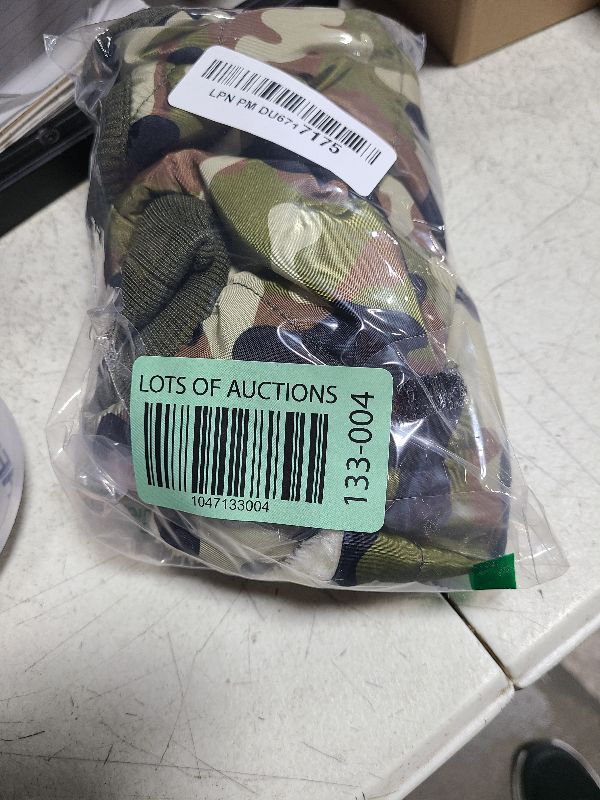 LPN PM DU6717175
LOTS OF AUCTIONS
1047133004
133-004